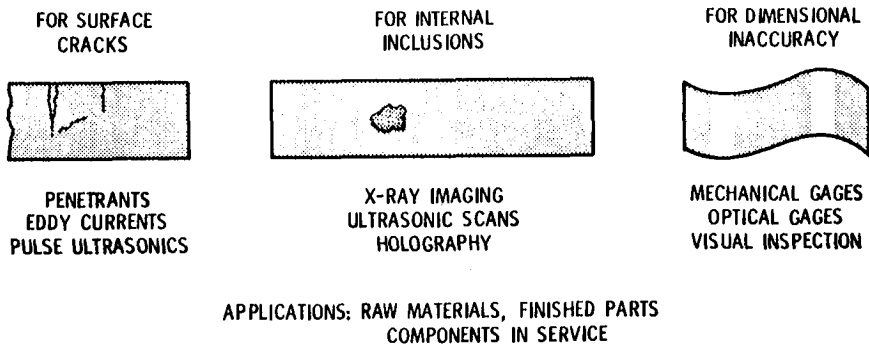 FOR SURFACE
CRACKS
PENETRANTS
EDDY CURRENTS
PULSE ULTRASONICS
FOR INTERNAL
INCLUSIONS
X-RAY IMAGING
ULTRASONIC SCANS
HOLOGRAPHY
FOR DIMENSIONAL
INACCURACY
MECHANICAL GAGES
OPTICAL GAGES
VISUAL INSPECTION
APPLICATIONS: RAW MATERIALS, FINISHED PARTS
COMPONENTS IN SERVICE